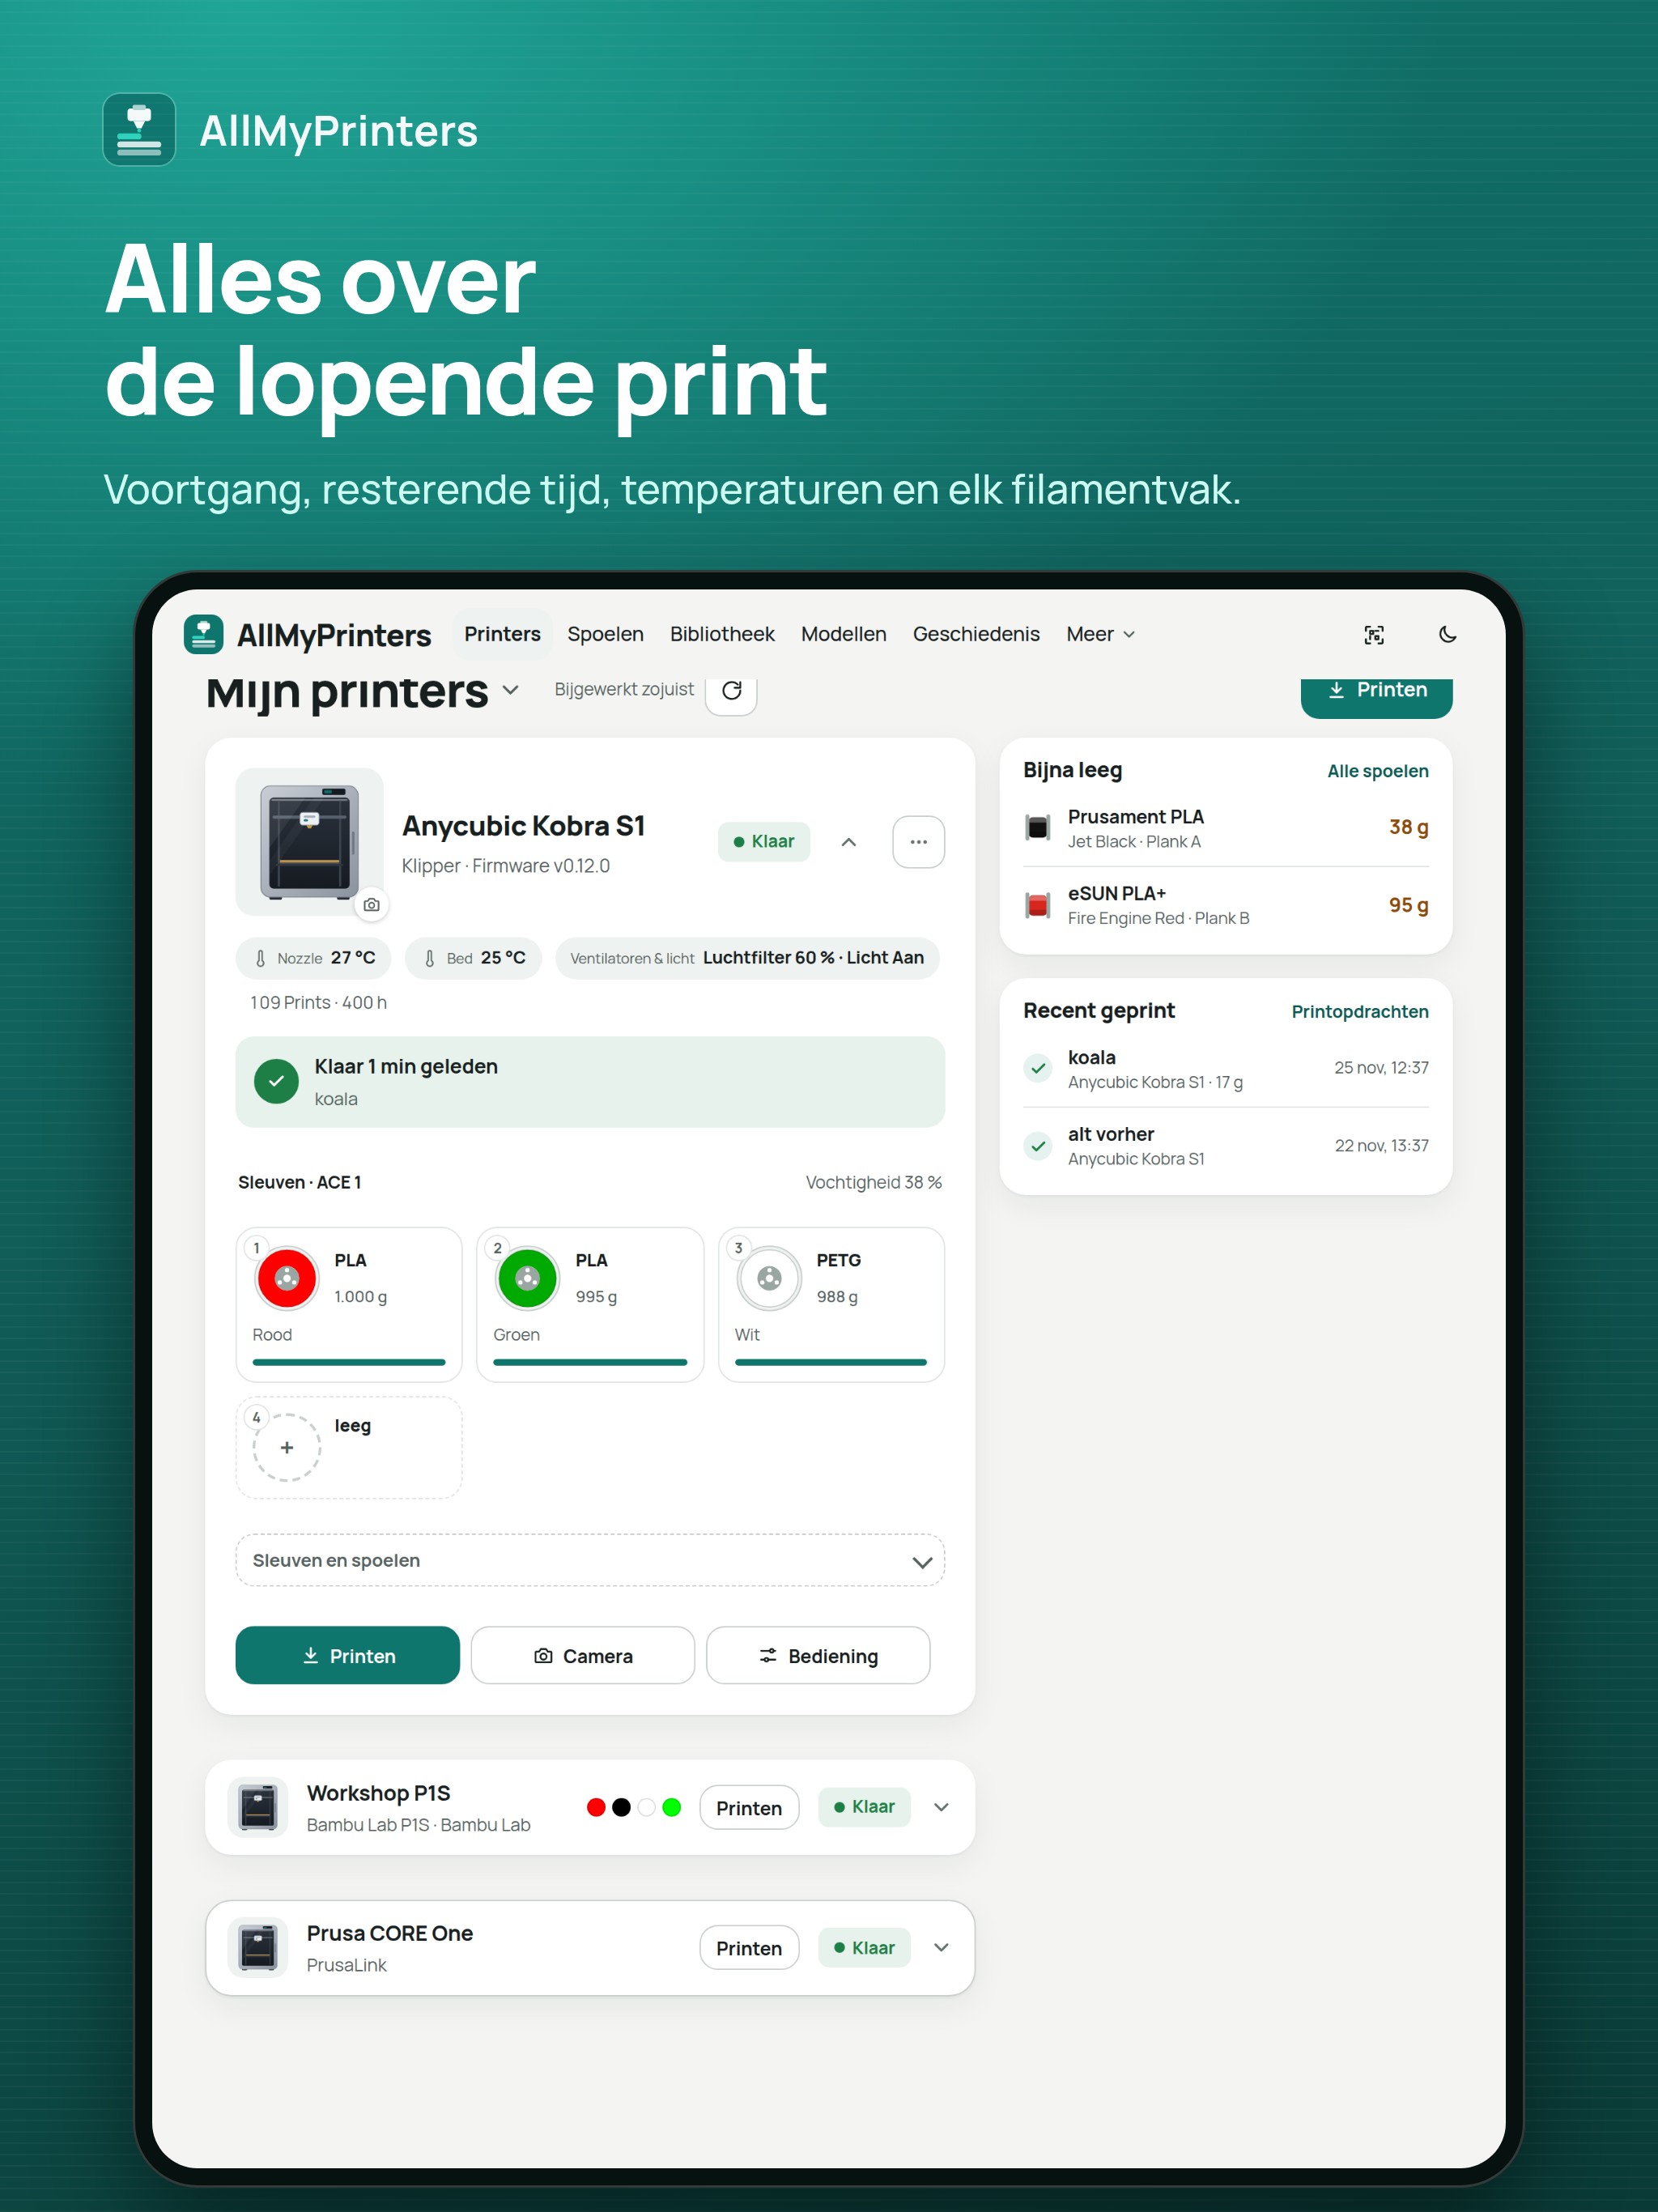 AllMyPrinters
Alles over
de lopende print
Voortgang, resterende tijd, temperaturen en elk filamentvak.
AllMyPrinters
Printers
Spoelen
Bibliotheek
Modellen
Geschiedenis
Meer
Mijn printers
Bijgewerkt zojuist
Printen
Anycubic Kobra S1
Klipper · Firmware v0.12.0
Klaar
Nozzle 27 °C
Bed 25 °C
Ventilatoren & licht Luchtfilter 60 % · Licht Aan
109 Prints · 400 h
Klaar 1 min geleden
koala
Sleuven · ACE 1
Vochtigheid 38 %
1
PLA
1.000 g
Rood
2
PLA
995 g
Groen
3
PETG
988 g
Wit
4
leeg
Sleuven en spoelen
Printen
Camera
Bediening
Workshop P1S
Bambu Lab P1S · Bambu Lab
Printen
Klaar
Prusa CORE One
PrusaLink
Printen
Klaar
Bijna leeg
Alle spoelen
Prusament PLA
Jet Black · Plank A
38 g
eSUN PLA+
Fire Engine Red · Plank B
95 g
Recent geprint
Printopdrachten
koala
Anycubic Kobra S1 · 17 g
25 nov, 12:37
alt vorher
Anycubic Kobra S1
22 nov, 13:37